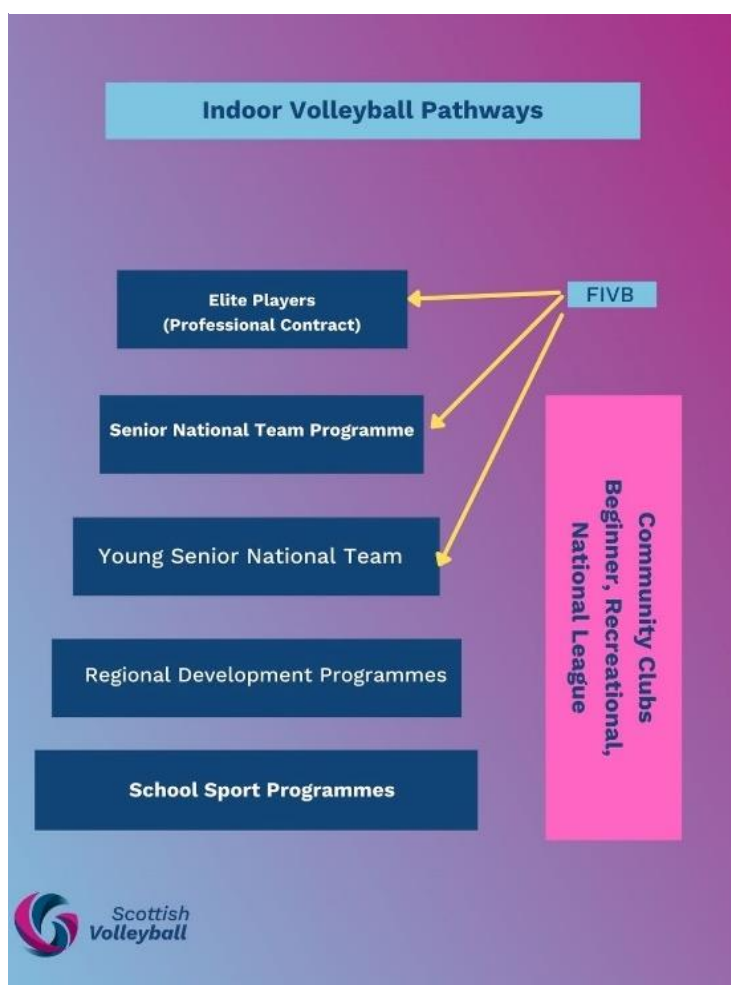 Indoor Volleyball Pathways
Elite Players
(Professional Contract)
FIVB
Senior National Team Programme
Young Senior National Team
Regional Development Programmes
School Sport Programmes
Community Clubs
Beginner, Recreational,
National League
Scottish
Volleyball